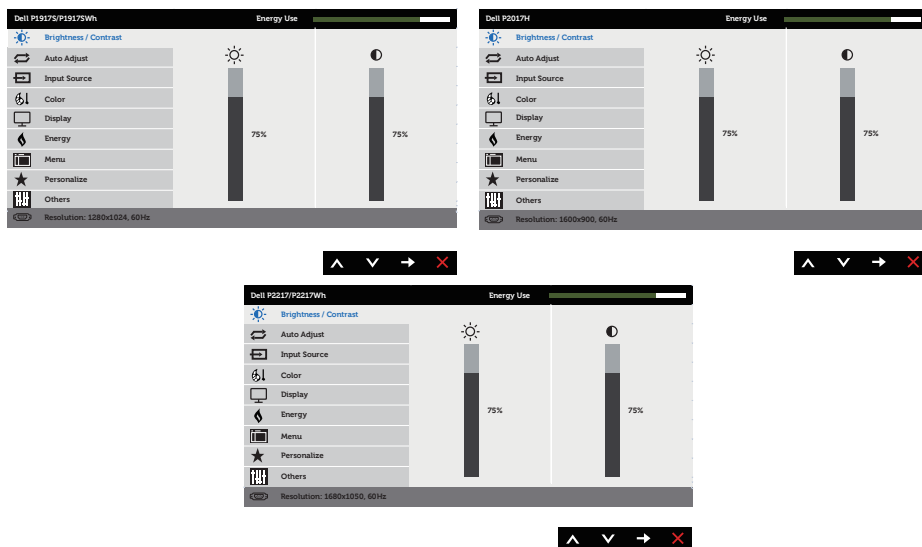 Dell P1917S/P1917SWh Energy Use
Brightness / Contrast
Auto Adjust
Input Source
Color
Display
Energy
Menu
Personalize
Others
75% 75%
Resolution: 1280x1024, 60Hz
Dell P2017H Energy Use
Brightness / Contrast
Auto Adjust
Input Source
Color
Display
Energy
Menu
Personalize
Others
75% 75%
Resolution: 1600x900, 60Hz
Dell P2217/P2217Wh Energy Use
Brightness / Contrast
Auto Adjust
Input Source
Color
Display
Energy
Menu
Personalize
Others
75% 75%
Resolution: 1680x1050, 60Hz